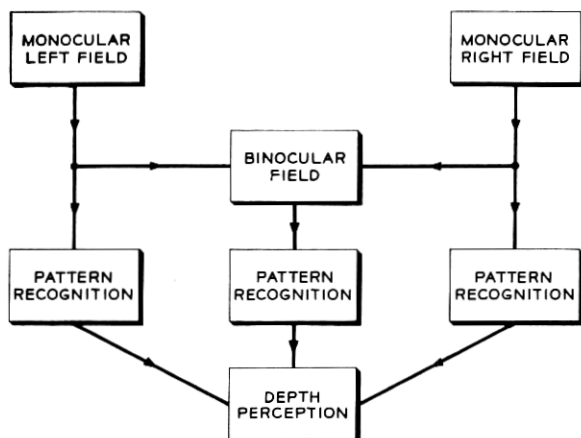 MONOCULAR
LEFT FIELD
MONOCULAR
RIGHT FIELD
BINOCULAR
FIELD
PATTERN
RECOGNITION
PATTERN
RECOGNITION
PATTERN
RECOGNITION
DEPTH
PERCEPTION